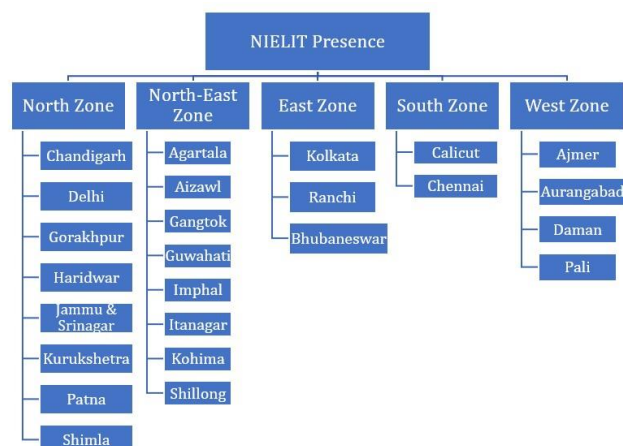 NIELIT Presence
North Zone
Chandigarh
Delhi
Gorakhpur
Haridwar
Jammu &
Srinagar
Kurukshetra
Patna
Shimla
North-East
Zone
Agartala
Aizawl
Gangtok
Guwahati
Imphal
Itanagar
Kohima
Shillong
East Zone
Kolkata
Ranchi
Bhubaneswar
South Zone
Calicut
Chennai
West Zone
Ajmer
Aurangabad
Daman
Pali